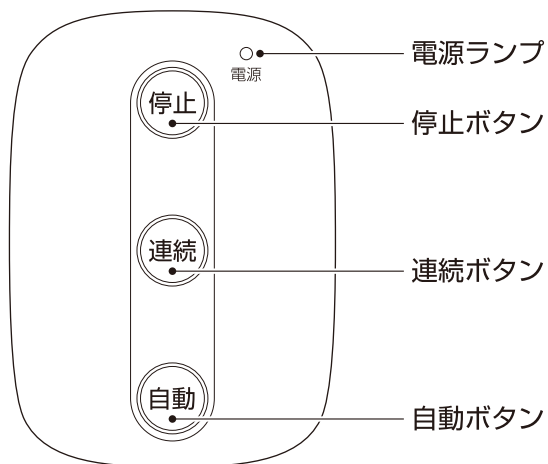 電源ランプ
電源
停止
停止ボタン
連続
連続ボタン
自動
自動ボタン